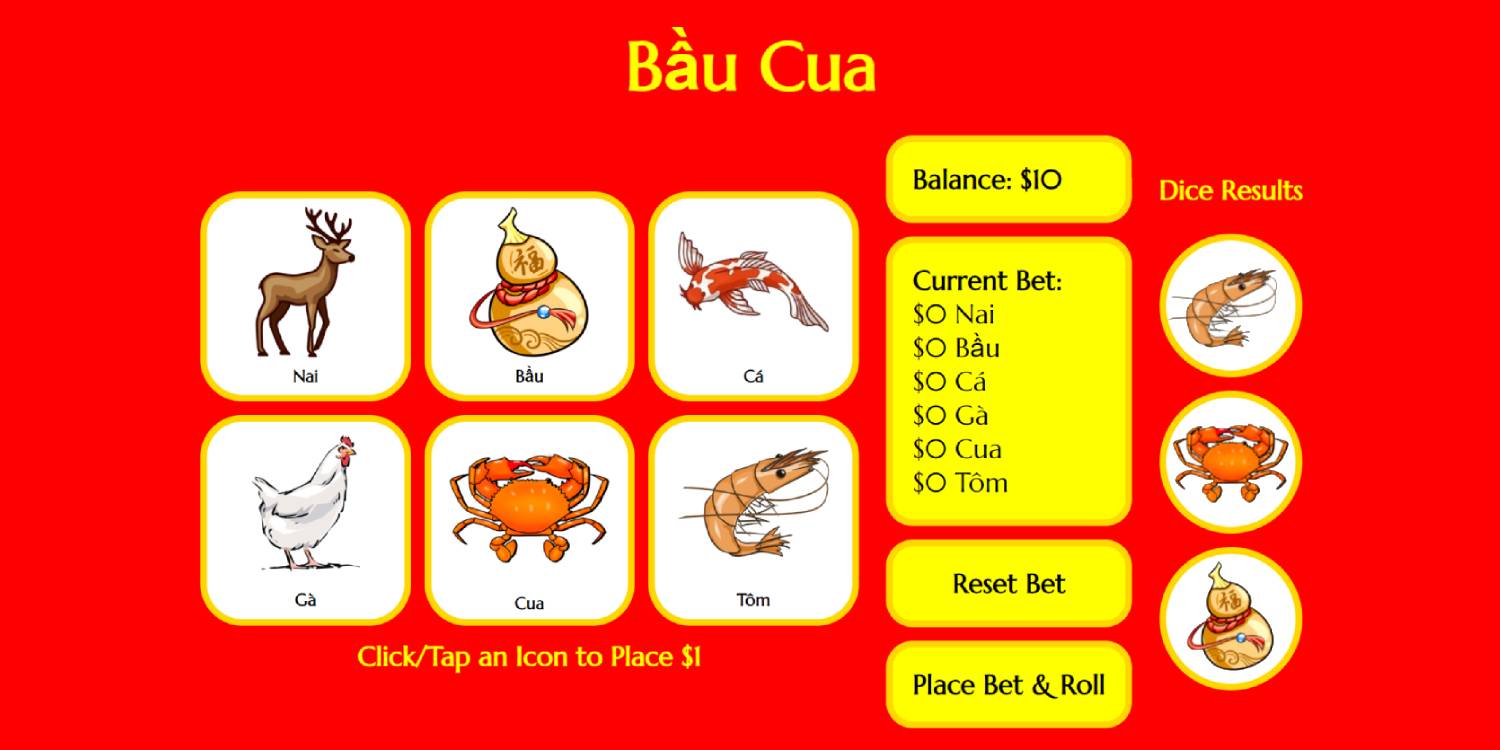 Bầu Cua
Nai
福
Bầu
Cá
Gà
Cua
Tôm
Click/Tap an Icon to Place $1
Balance: $10
Current Bet:
$0 Nai
$0 Bầu
$0 Cá
$0 Gà
$0 Cua
$0 Tôm
Reset Bet
Place Bet & Roll
Dice Results
福